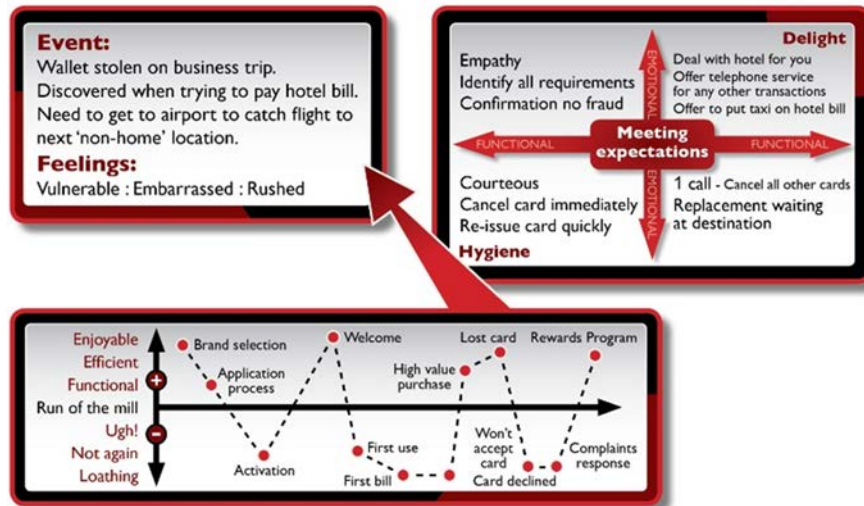 Event:
Wallet stolen on business trip.
Discovered when trying to pay hotel bill.
Need to get to airport to catch flight to
next ‘non-home’ location.
Feelings:
Vulnerable : Embarrassed : Rushed
Delight
Empathy
Identify all requirements
Confirmation no fraud
EMOTIONAL
Deal with hotel for you
Offer telephone service
for any other transactions
Offer to put taxi on hotel bill
FUNCTIONAL
Meeting
expectations
FUNCTIONAL
Courteous
Cancel card immediately
Re-issue card quickly
Hygiene
EMOTIONAL
1 call - Cancel all other cards
Replacement waiting
at destination
Enjoyable
Efficient
Functional
+
Run of the mill
−
Ugh!
Not again
Loathing
Brand selection
Application
process
Activation
Welcome
First use
First bill
High value
purchase
Lost card
Won't
accept
card
Card declined
Complaints
response
Rewards Program